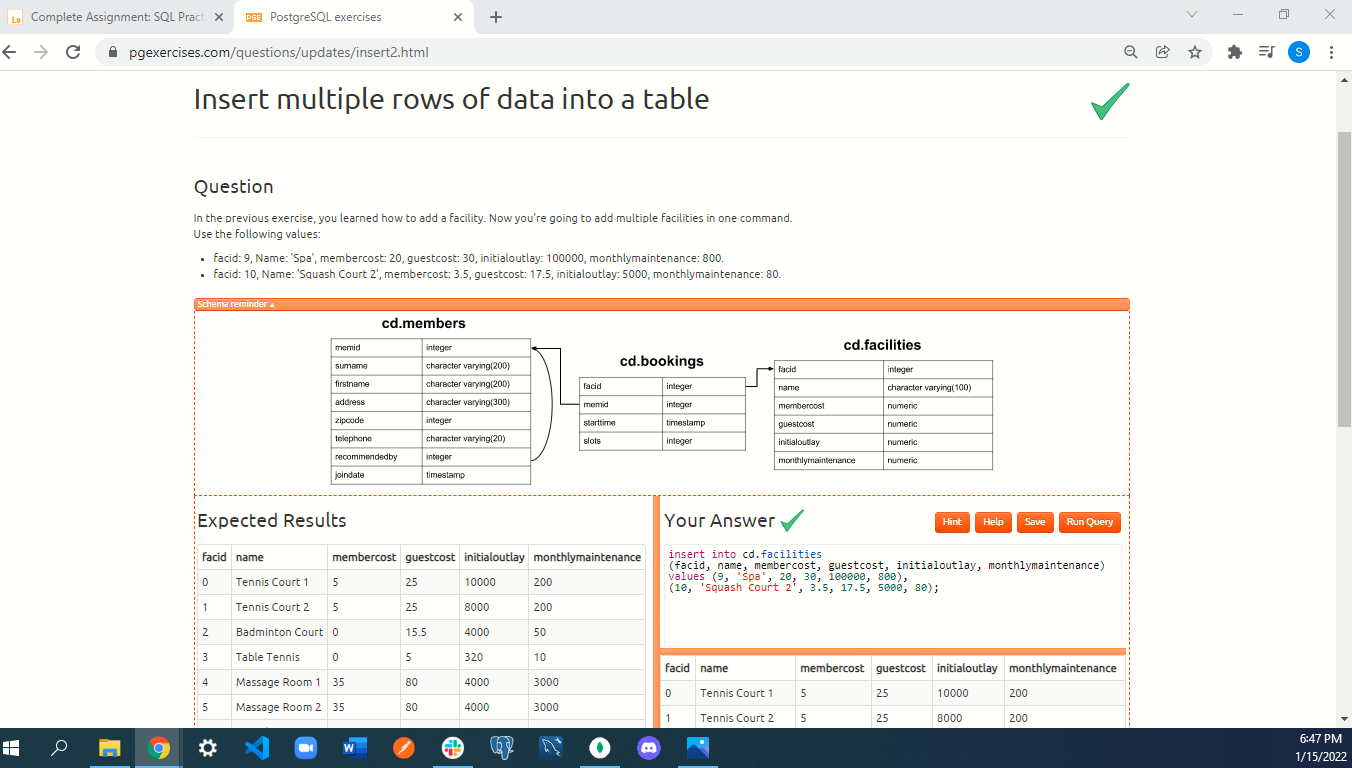 Complete Assignment: SQL Pract
PostgreSQL exercises
pgexercises.com/questions/updates/insert2.html
S
Insert multiple rows of data into a table
Question
In the previous exercise, you learned how to add a facility. Now you're going to add multiple facilities in one command.
Use the following values:
• facid: 9, Name: 'Spa', membercost: 20, guestcost: 30, initialoutlay: 100000, monthlymaintenance: 800.
• facid: 10, Name: 'Squash Court 2', membercost: 3.5, guestcost: 17.5, initialoutlay: 5000, monthlymaintenance: 80.
Schema reminder ▴
cd.members
memid integer
surname character varying(200)
firstname character varying(200)
address character varying(300)
zipcode integer
telephone character varying(20)
recommendedby integer
joindate timestamp
cd.bookings
facid integer
memid integer
starttime timestamp
slots integer
cd.facilities
facid integer
name character varying(100)
membercost numeric
guestcost numeric
initialoutlay numeric
monthlymaintenance numeric
Expected Results
facid name membercost guestcost initialoutlay monthlymaintenance
0 Tennis Court 1 5 25 10000 200
1 Tennis Court 2 5 25 8000 200
2 Badminton Court 0 15.5 4000 50
3 Table Tennis 0 5 320 10
4 Massage Room 1 35 80 4000 3000
5 Massage Room 2 35 80 4000 3000
Your Answer
Hint Help Save Run Query
insert into cd.facilities
(facid, name, membercost, guestcost, initialoutlay, monthlymaintenance)
values (9, 'Spa', 20, 30, 100000, 800),
(10, 'Squash Court 2', 3.5, 17.5, 5000, 80);
facid name membercost guestcost initialoutlay monthlymaintenance
0 Tennis Court 1 5 25 10000 200
1 Tennis Court 2 5 25 8000 200
6:47 PM
1/15/2022